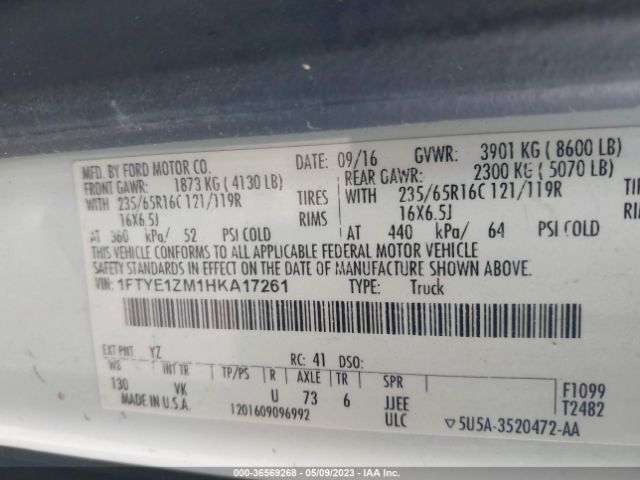 MFD. BY FORD MOTOR CO. DATE: 09/16 GVWR: 3901 KG ( 8600 LB)
FRONT GAWR: 1873 KG ( 4130 LB) REAR GAWR: 2300 KG ( 5070 LB)
WITH 235/65R16C 121/119R TIRES WITH 235/65R16C 121/119R TIRES
16X6.5J RIMS 16X6.5J RIMS
AT 360 kPa/ 52 PSI COLD AT 440 kPa/ 64 PSI COLD
THIS VEHICLE CONFORMS TO ALL APPLICABLE FEDERAL MOTOR VEHICLE
SAFETY STANDARDS IN EFFECT ON THE DATE OF MANUFACTURE SHOWN ABOVE.
VIN: 1FTYE1ZM1HKA17261 TYPE: Truck
EXT PNT: YZ RC: 41 DSO:
WB INT TR TP/PS R AXLE TR SPR
130 VK U 73 6 JJEE F1099
MADE IN U.S.A. 1201609096992 ULC T2482
5U5A-3520472-AA
# 36569268 - 05/09/2023 - IAA Inc.